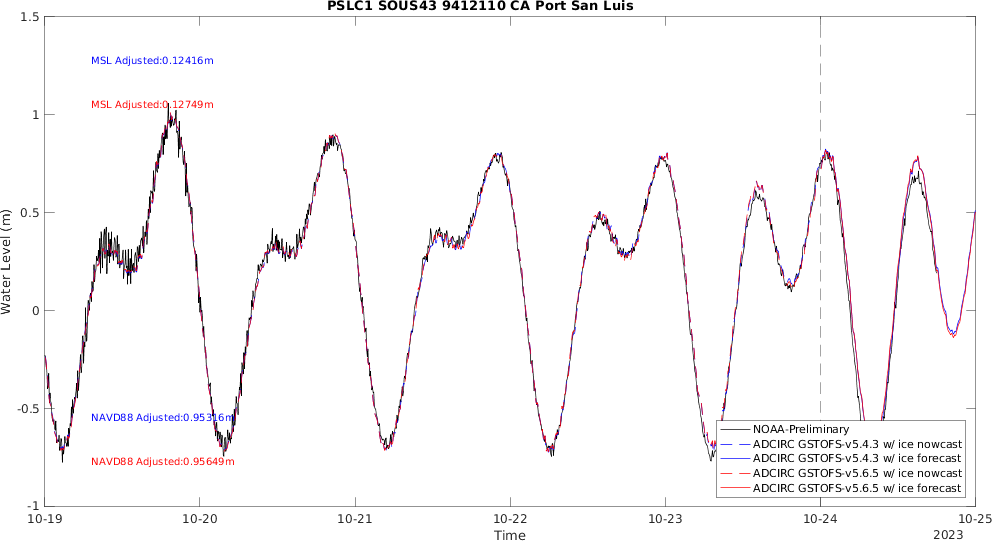 PSLC1 SOUS43 9412110 CA Port San Luis
1.5
MSL Adjusted:0.12416m
MSL Adjusted:0.12749m
1
0.5
Water Level (m)
0
-0.5
NAVD88 Adjusted:0.95316m
NAVD88 Adjusted:0.95649m
NOAA-Preliminary
ADCIRC GSTOFS-v5.4.3 w/ ice nowcast
ADCIRC GSTOFS-v5.4.3 w/ ice forecast
ADCIRC GSTOFS-v5.6.5 w/ ice nowcast
ADCIRC GSTOFS-v5.6.5 w/ ice forecast
-1
10-19 10-20 10-21 10-22 10-23 10-24 10-25
Time
2023